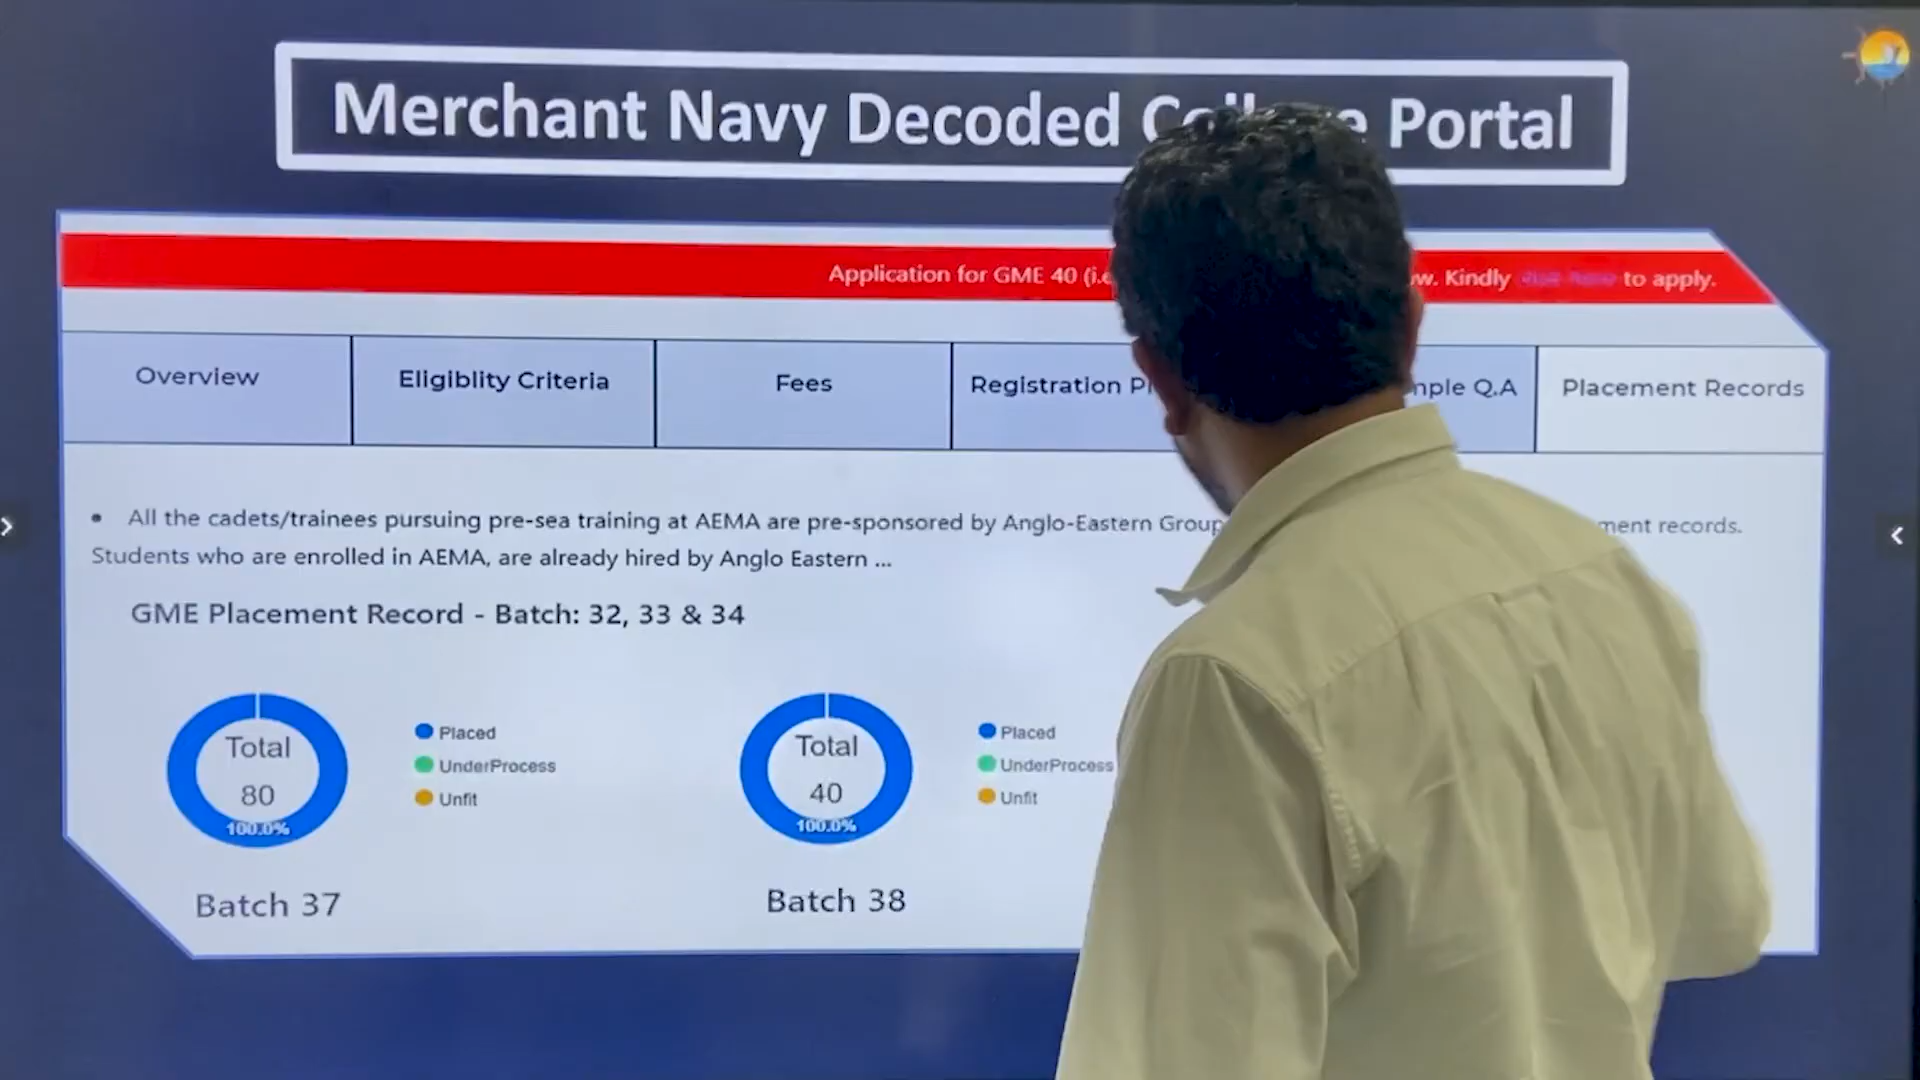 Merchant Navy Decoded Portal
Application for GME 40 Kindly to apply.
Overview
Eligiblity Criteria
Fees
Registration
Q.A
Placement Records
• All the cadets/trainees pursuing pre-sea training at AEMA are pre-sponsored by Anglo-Eastern Group records.
Students who are enrolled in AEMA, are already hired by Anglo Eastern ...
GME Placement Record - Batch: 32, 33 & 34
Total
80
100.0%
Placed
UnderProcess
Unfit
Batch 37
Total
40
100.0%
Placed
UnderProcess
Unfit
Batch 38